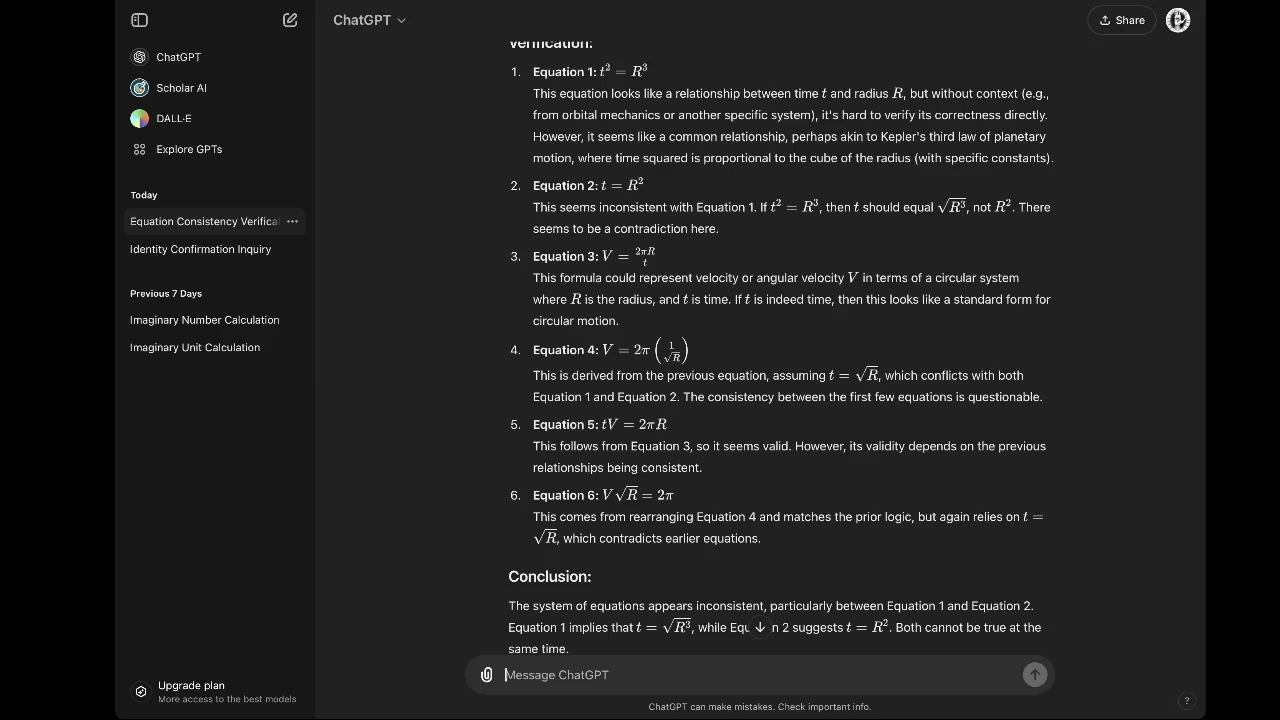 ChatGPT
Share
ChatGPT
Scholar AI
DALL·E
Explore GPTs
Today
Equation Consistency Verifica
Identity Confirmation Inquiry
Previous 7 Days
Imaginary Number Calculation
Imaginary Unit Calculation
Upgrade plan
More access to the best models
Verification:
1. Equation 1: t² = R³
This equation looks like a relationship between time t and radius R, but without context (e.g.,
from orbital mechanics or another specific system), it's hard to verify its correctness directly.
However, it seems like a common relationship, perhaps akin to Kepler's third law of planetary
motion, where time squared is proportional to the cube of the radius (with specific constants).
2. Equation 2: t = R²
This seems inconsistent with Equation 1. If t² = R³, then t should equal √R³, not R². There
seems to be a contradiction here.
3. Equation 3: V = 2πR/t
This formula could represent velocity or angular velocity V in terms of a circular system
where R is the radius, and t is time. If t is indeed time, then this looks like a standard form for
circular motion.
4. Equation 4: V = 2π (1/√R)
This is derived from the previous equation, assuming t = √R, which conflicts with both
Equation 1 and Equation 2. The consistency between the first few equations is questionable.
5. Equation 5: tV = 2πR
This follows from Equation 3, so it seems valid. However, its validity depends on the previous
relationships being consistent.
6. Equation 6: V√R = 2π
This comes from rearranging Equation 4 and matches the prior logic, but again relies on t =
√R, which contradicts earlier equations.
Conclusion:
The system of equations appears inconsistent, particularly between Equation 1 and Equation 2.
Equation 1 implies that t = √R³, while Equ n 2 suggests t = R². Both cannot be true at the
same time.
Message ChatGPT
ChatGPT can make mistakes. Check important info.
?